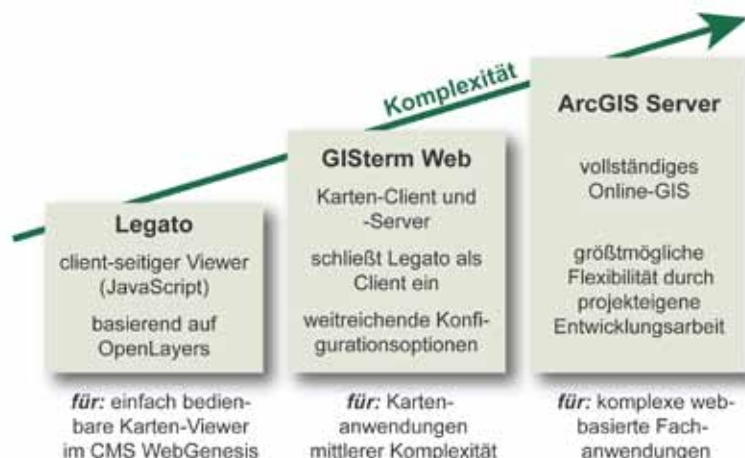 Komplexität
Legato
client-seitiger Viewer
(JavaScript)
basierend auf
OpenLayers
für: einfach bedien-
bare Karten-Viewer
im CMS WebGenesis
GISterm Web
Karten-Client und
-Server
schließt Legato als
Client ein
weitreichende Konfi-
gurationsoptionen
für: Karten-
anwendungen
mittlerer Komplexität
ArcGIS Server
vollständiges
Online-GIS
größtmögliche
Flexibilität durch
projekteigene
Entwicklungsarbeit
für: komplexe web-
basierte Fach-
anwendungen